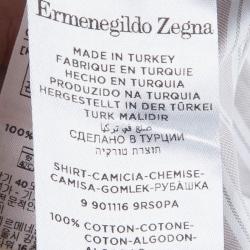 Ermenegildo Zegna
MADE IN TURKEY
FABRIQUE EN TURQUIE
HECHO EN TURQUIA
PRODUZIDO NA TURQUIA
HERGESTELLT IN DER TÜRKEI
TURK MALIDIR
صنع في تركيا
СДЕЛАНО В ТУРЦИИ
תוצרת טורקיה
SHIRT-CAMICIA-CHEMISE-
CAMISA-GOMLEK-РУБАШКА
9 901116 9RS0PA
100% COTTON-COTONE-
COTON-ALGODON-
100%